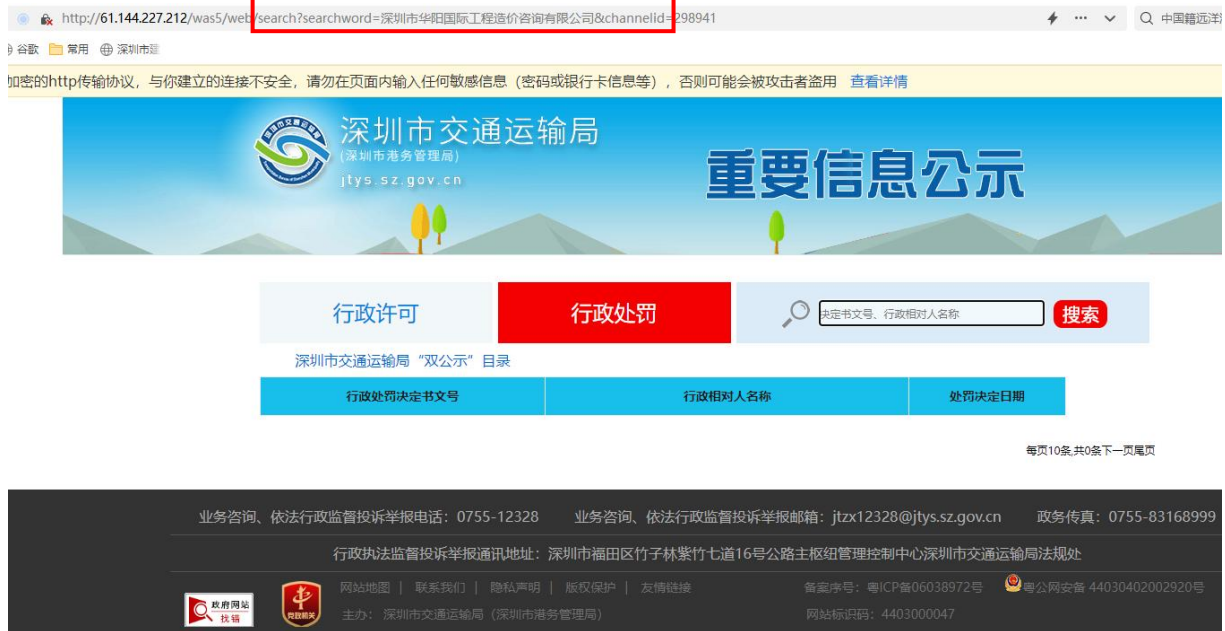 http://61.144.227.212/was5/web/search?searchword=深圳市华阳国际工程造价咨询有限公司&channelid=298941 中国籍远洋
谷歌 常用 深圳市建
加密的http传输协议，与你建立的连接不安全，请勿在页面内输入任何敏感信息（密码或银行卡信息等），否则可能会被攻击者盗用 查看详情
深圳市交通运输局
(深圳市港务管理局)
jtys.sz.gov.cn
重要信息公示
行政许可 行政处罚 决定书文号、行政相对人名称 搜索
深圳市交通运输局“双公示”目录
行政处罚决定书文号 行政相对人名称 处罚决定日期
每页10条,共0条下一页尾页
业务咨询、依法行政监督投诉举报电话：0755-12328 业务咨询、依法行政监督投诉举报邮箱：jtzx12328@jtys.sz.gov.cn 政务传真：0755-83168999
行政执法监督投诉举报通讯地址：深圳市福田区竹子林紫竹七道16号公路主枢纽管理控制中心深圳市交通运输局法规处
政府网站 找错 党政机关 网站地图 | 联系我们 | 隐私声明 | 版权保护 | 友情链接 备案序号：粤ICP备06038972号 粤公网安备 44030402002920号
主办：深圳市交通运输局（深圳市港务管理局） 网站标识码：4403000047